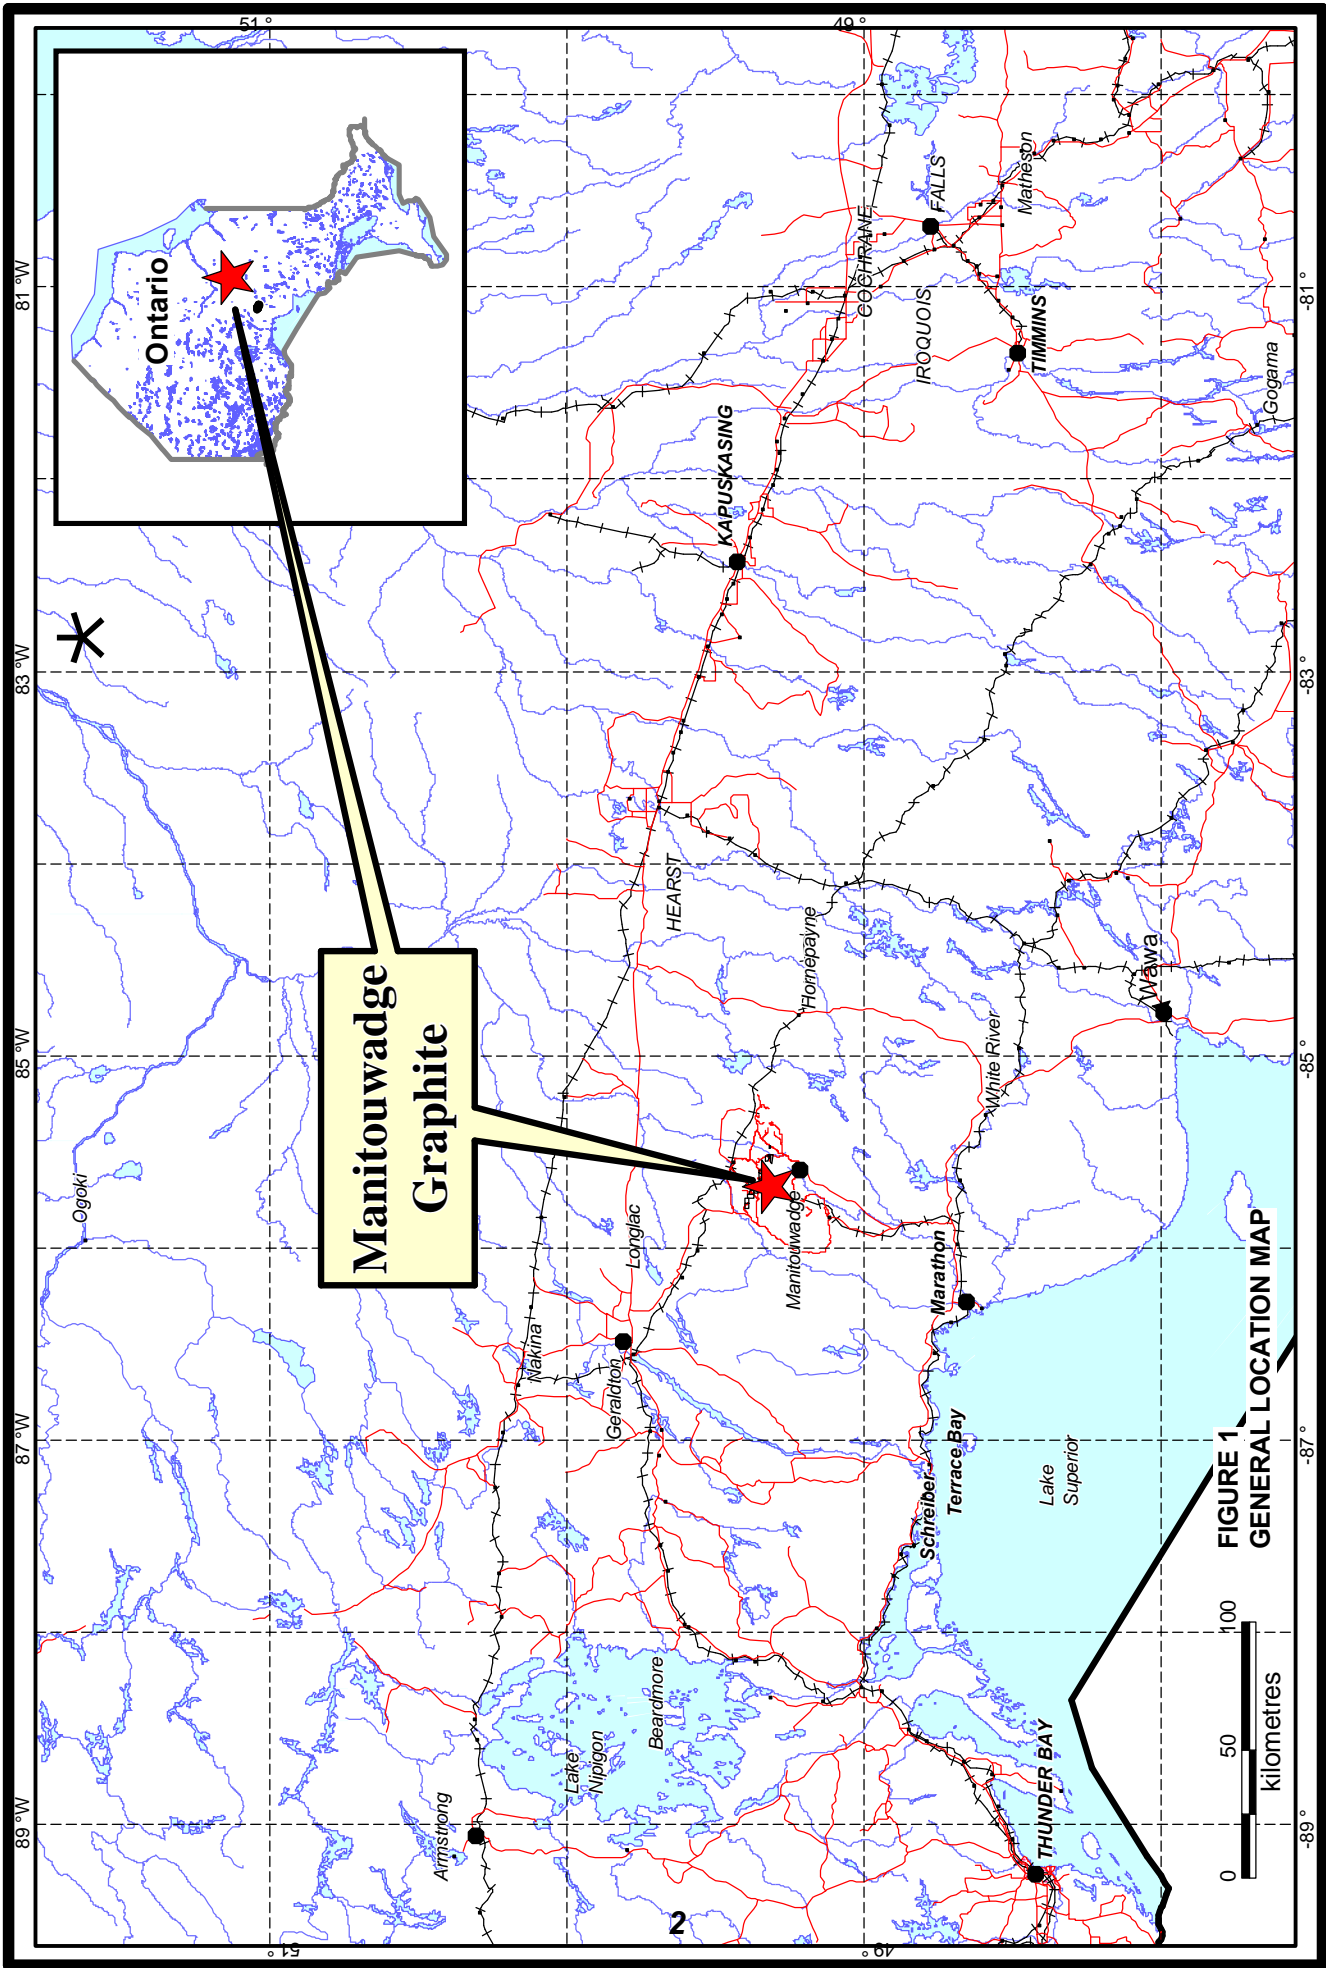 89 °W
87 °W
85 °W
83 °W
81 °W
51 °
51 °
49 °
49 °
-89 °
-87 °
-85 °
-83 °
-81 °
Ontario
Manitouwadge
Graphite
Ogoki
Armstrong
Nakina
Lake
Nipigon
Beardmore
Geraldton
Longlac
HEARST
KAPUSKASING
Manitouwadge
Hornepayne
COCHRANE
IROQUOIS
FALLS
Matheson
TIMMINS
Gogama
Marathon
White River
Wawa
Schreiber
Terrace Bay
Lake
Superior
THUNDER BAY
FIGURE 1
GENERAL LOCATION MAP
0
50
100
kilometres
2